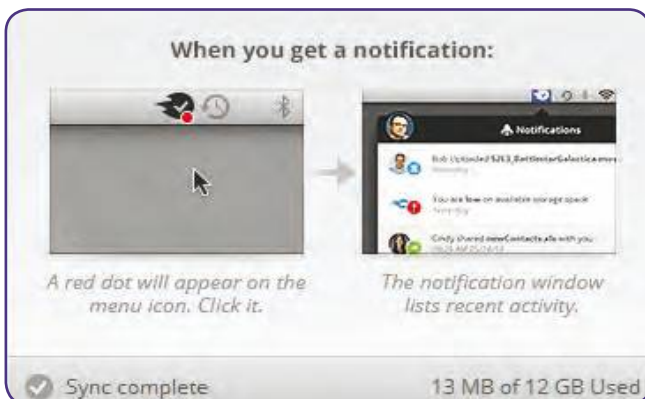 When you get a notification:
Notifications
Bob Uploaded
You are low on available storage space
Cindy shared newContacts.xls with you
A red dot will appear on the
menu icon. Click it.
The notification window
lists recent activity.
Sync complete
13 MB of 12 GB Used